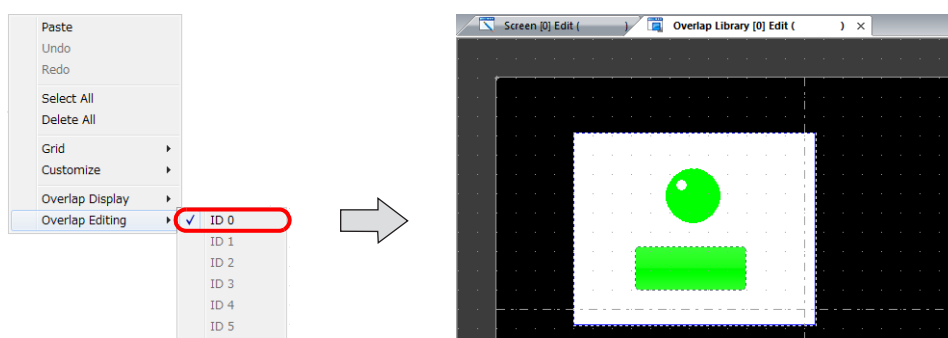 Paste
Undo
Redo
Select All
Delete All
Grid
Customize
Overlap Display
Overlap Editing
ID 0
ID 1
ID 2
ID 3
ID 4
ID 5
Screen [0] Edit ( )
Overlap Library [0] Edit ( )